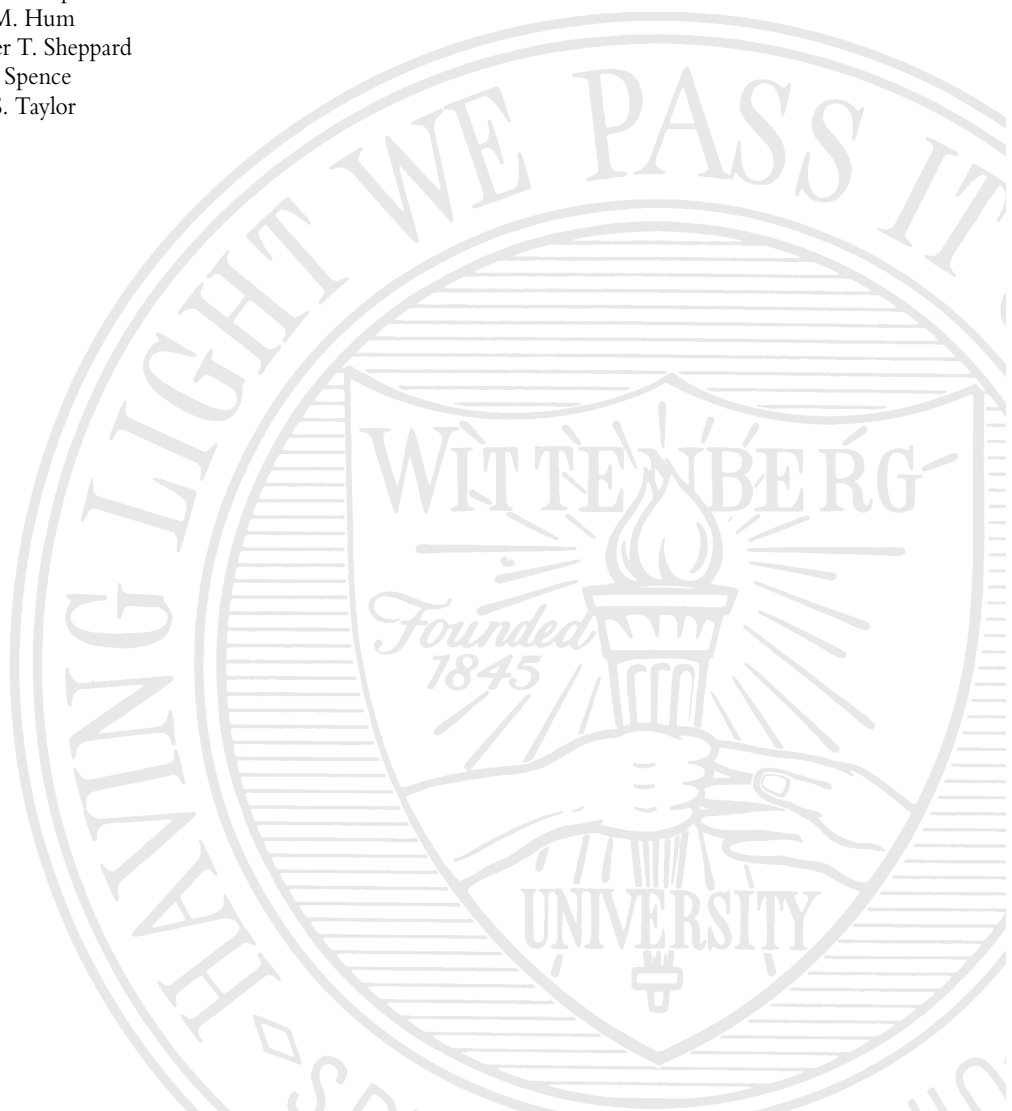 M. Hum
er T. Sheppard
Spence
S. Taylor
HAVING LIGHT WE PASS IT
WITTENBERG
Founded
1845
UNIVERSITY